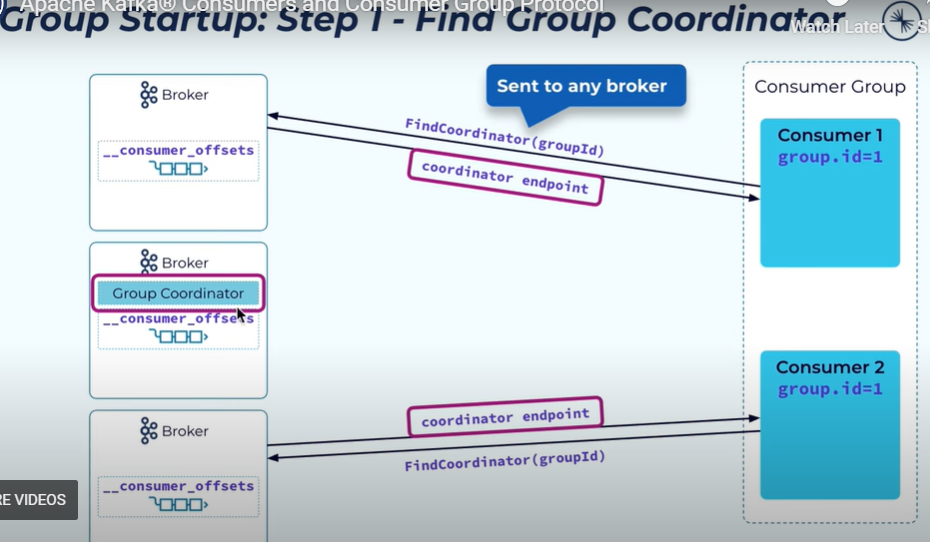 Apache Kafka® Consumers and Consumer Group Protocol
Group Startup: Step 1 - Find Group Coordinator
Watch Later
Broker
__consumer_offsets
Sent to any broker
FindCoordinator(groupId)
coordinator endpoint
Consumer Group
Consumer 1
group.id=1
Broker
Group Coordinator
__consumer_offsets
Broker
__consumer_offsets
coordinator endpoint
FindCoordinator(groupId)
Consumer 2
group.id=1
VIDEOS